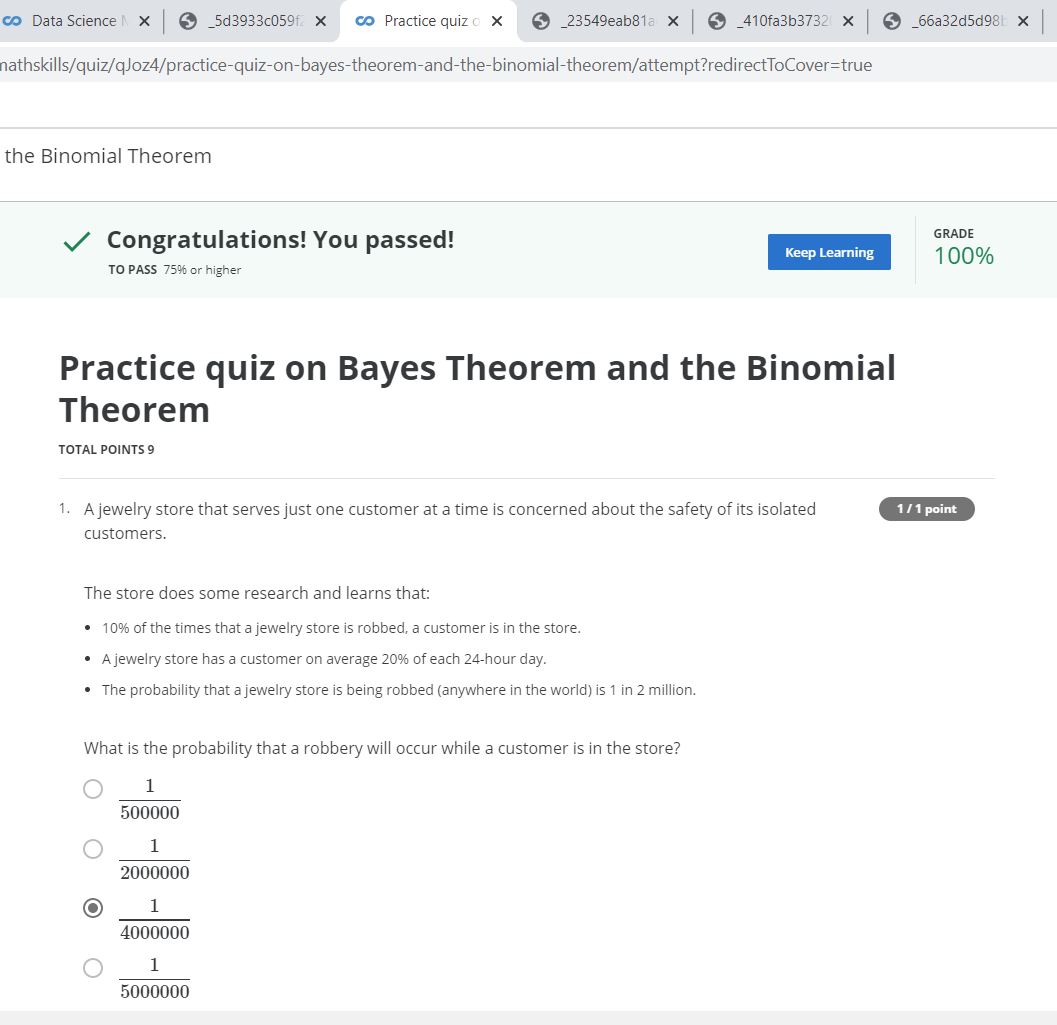 Data Science
_5d3933c059f
Practice quiz
_23549eab81a
_410fa3b3732
_66a32d5d98
mathskills/quiz/qJoz4/practice-quiz-on-bayes-theorem-and-the-binomial-theorem/attempt?redirectToCover=true
the Binomial Theorem
Congratulations! You passed!
TO PASS 75% or higher
Keep Learning
GRADE
100%
Practice quiz on Bayes Theorem and the Binomial
Theorem
TOTAL POINTS 9
1. A jewelry store that serves just one customer at a time is concerned about the safety of its isolated
customers.
1 / 1 point
The store does some research and learns that:
• 10% of the times that a jewelry store is robbed, a customer is in the store.
• A jewelry store has a customer on average 20% of each 24-hour day.
• The probability that a jewelry store is being robbed (anywhere in the world) is 1 in 2 million.
What is the probability that a robbery will occur while a customer is in the store?
1
500000
1
2000000
1
4000000
1
5000000